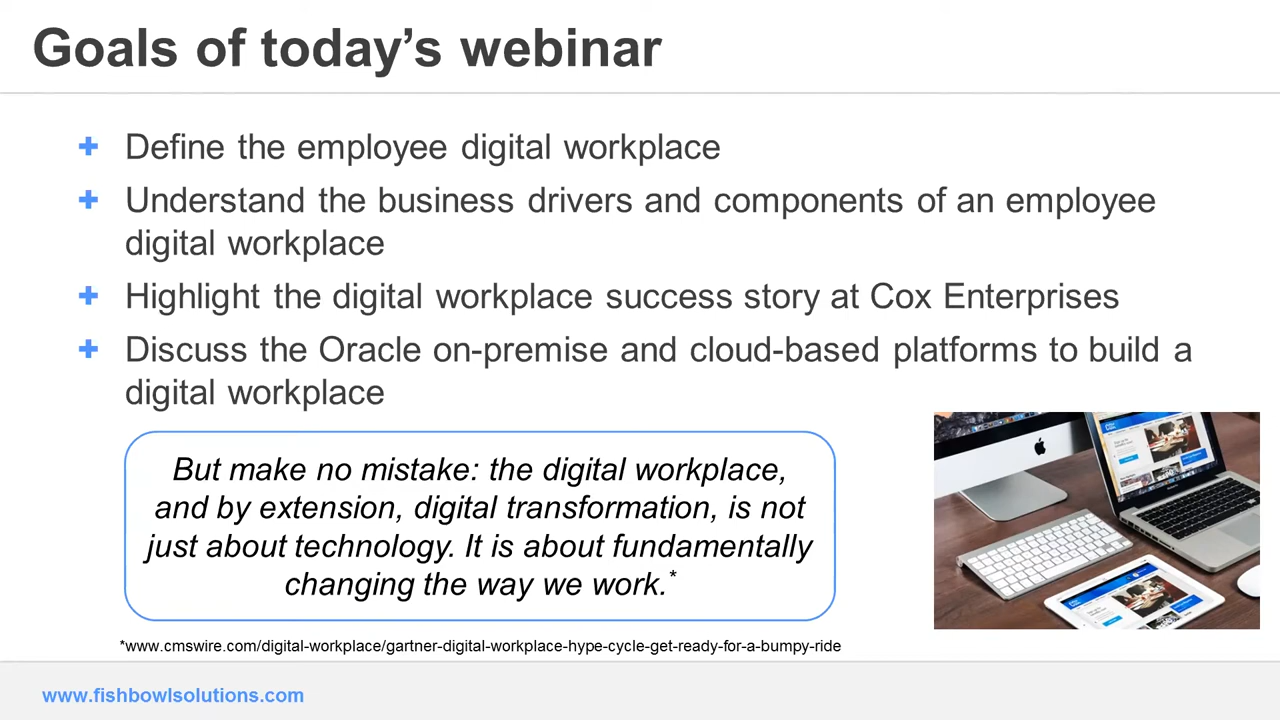 Goals of today’s webinar
Define the employee digital workplace
Understand the business drivers and components of an employee
digital workplace
Highlight the digital workplace success story at Cox Enterprises
Discuss the Oracle on-premise and cloud-based platforms to build a
digital workplace
But make no mistake: the digital workplace,
and by extension, digital transformation, is not
just about technology. It is about fundamentally
changing the way we work.*
*www.cmswire.com/digital-workplace/gartner-digital-workplace-hype-cycle-get-ready-for-a-bumpy-ride
www.fishbowlsolutions.com